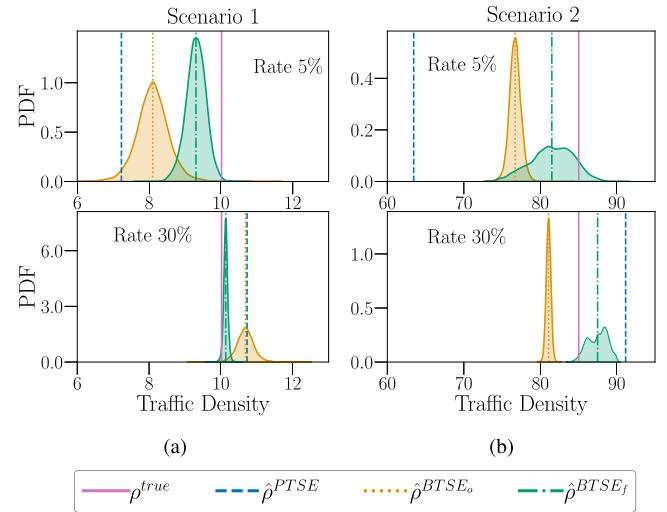 Scenario 1
Scenario 2
PDF
1.0
0.5
0.0
Rate 5%
6
8
10
12
0.4
0.2
0.0
Rate 5%
60
70
80
90
PDF
6.0
3.0
0.0
Rate 30%
6
8
10
12
Traffic Density
1.0
0.5
0.0
Rate 30%
60
70
80
90
Traffic Density
(a)
(b)
ρ^{true}
ρ̂^{PTSE}
ρ̂^{BTSE_o}
ρ̂^{BTSE_f}